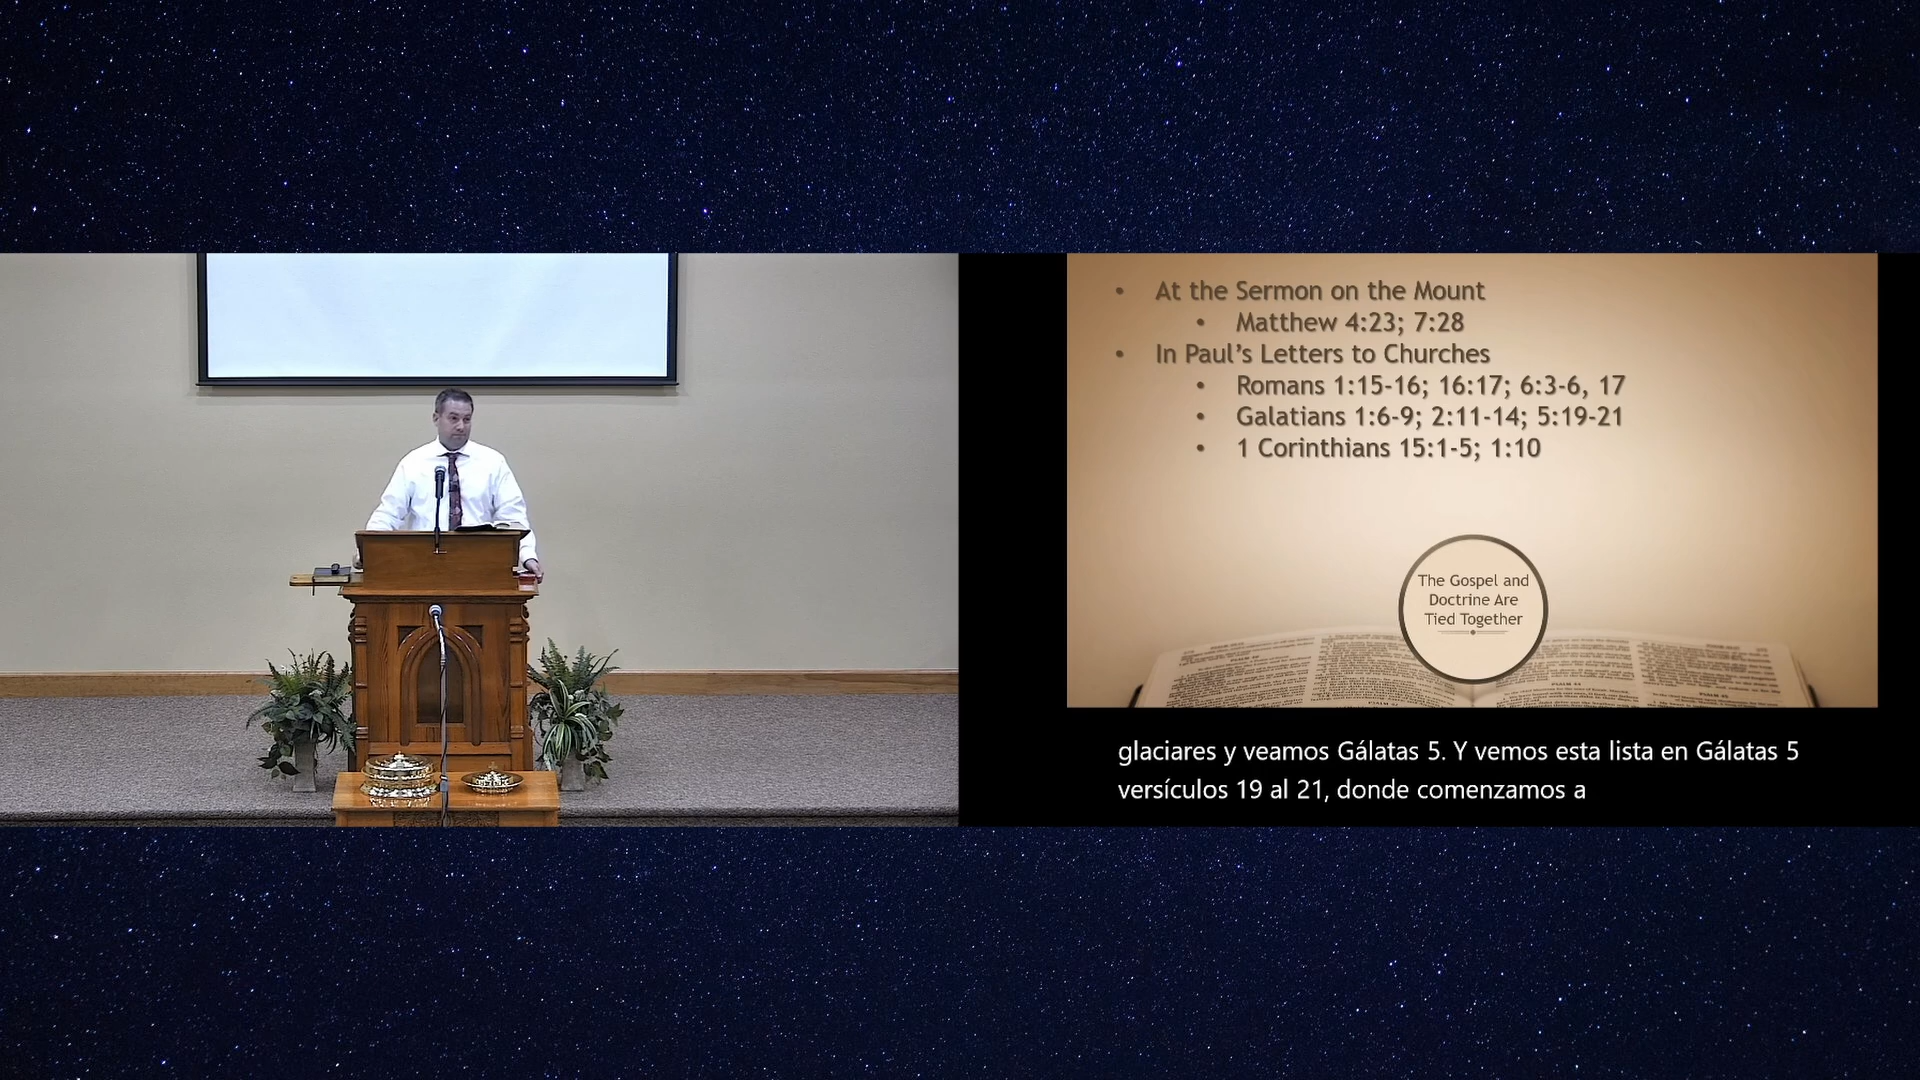 • At the Sermon on the Mount
• Matthew 4:23; 7:28
• In Paul’s Letters to Churches
• Romans 1:15-16; 16:17; 6:3-6, 17
• Galatians 1:6-9; 2:11-14; 5:19-21
• 1 Corinthians 15:1-5; 1:10
The Gospel and
Doctrine Are
Tied Together
glaciares y veamos Gálatas 5. Y vemos esta lista en Gálatas 5
versículos 19 al 21, donde comenzamos a